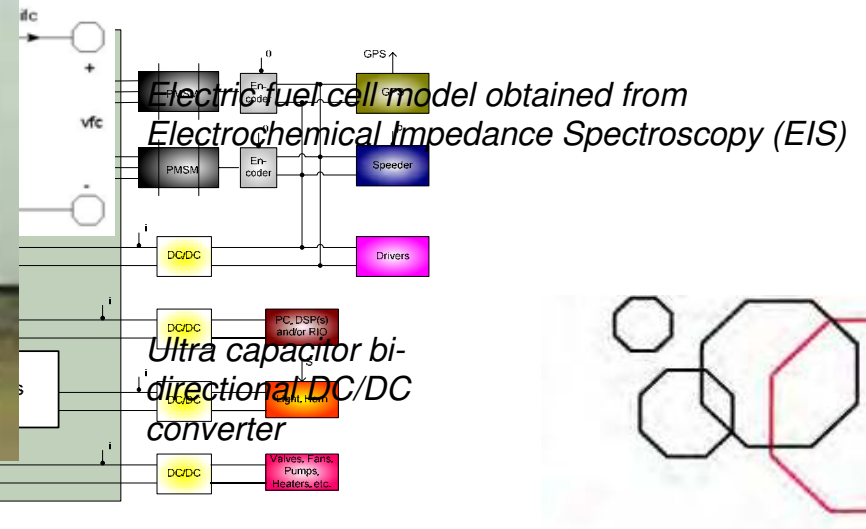 ifc
+
vfc
-
S
PMSM
En-
coder
GPS
GPS
Electric fuel cell model obtained from
Electrochemical Impedance Spectroscopy (EIS)
PMSM
En-
coder
Speeder
i
DC/DC
Drivers
i
DC/DC
PC, DSP(s)
and/or RIO
Ultra capacitor bi-
directional DC/DC
converter
i
DC/DC
S
Light, Horn
i
DC/DC
Valves, Fans,
Pumps,
Heaters, etc.